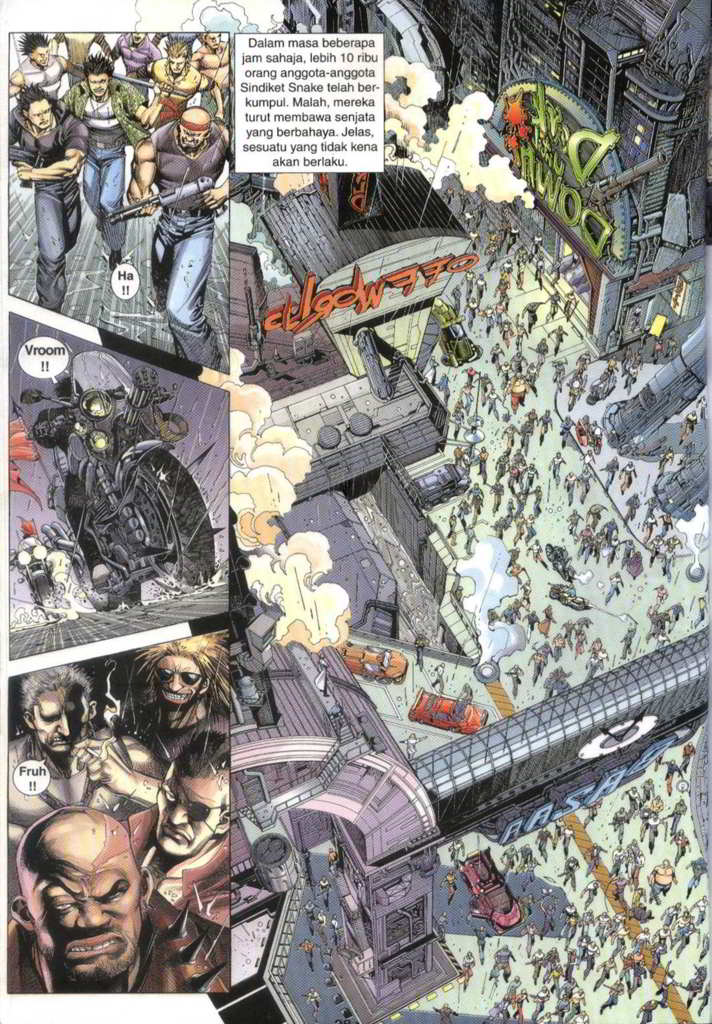 Dalam masa beberapa
jam sahaja, lebih 10 ribu
orang anggota-anggota
Sindiket Snake telah ber-
kumpul. Malah, mereka
turut membawa senjata
yang berbahaya. Jelas,
sesuatu yang tidak kena
akan berlaku.
Ha
!!
Vroom
!!
Fruh
!!